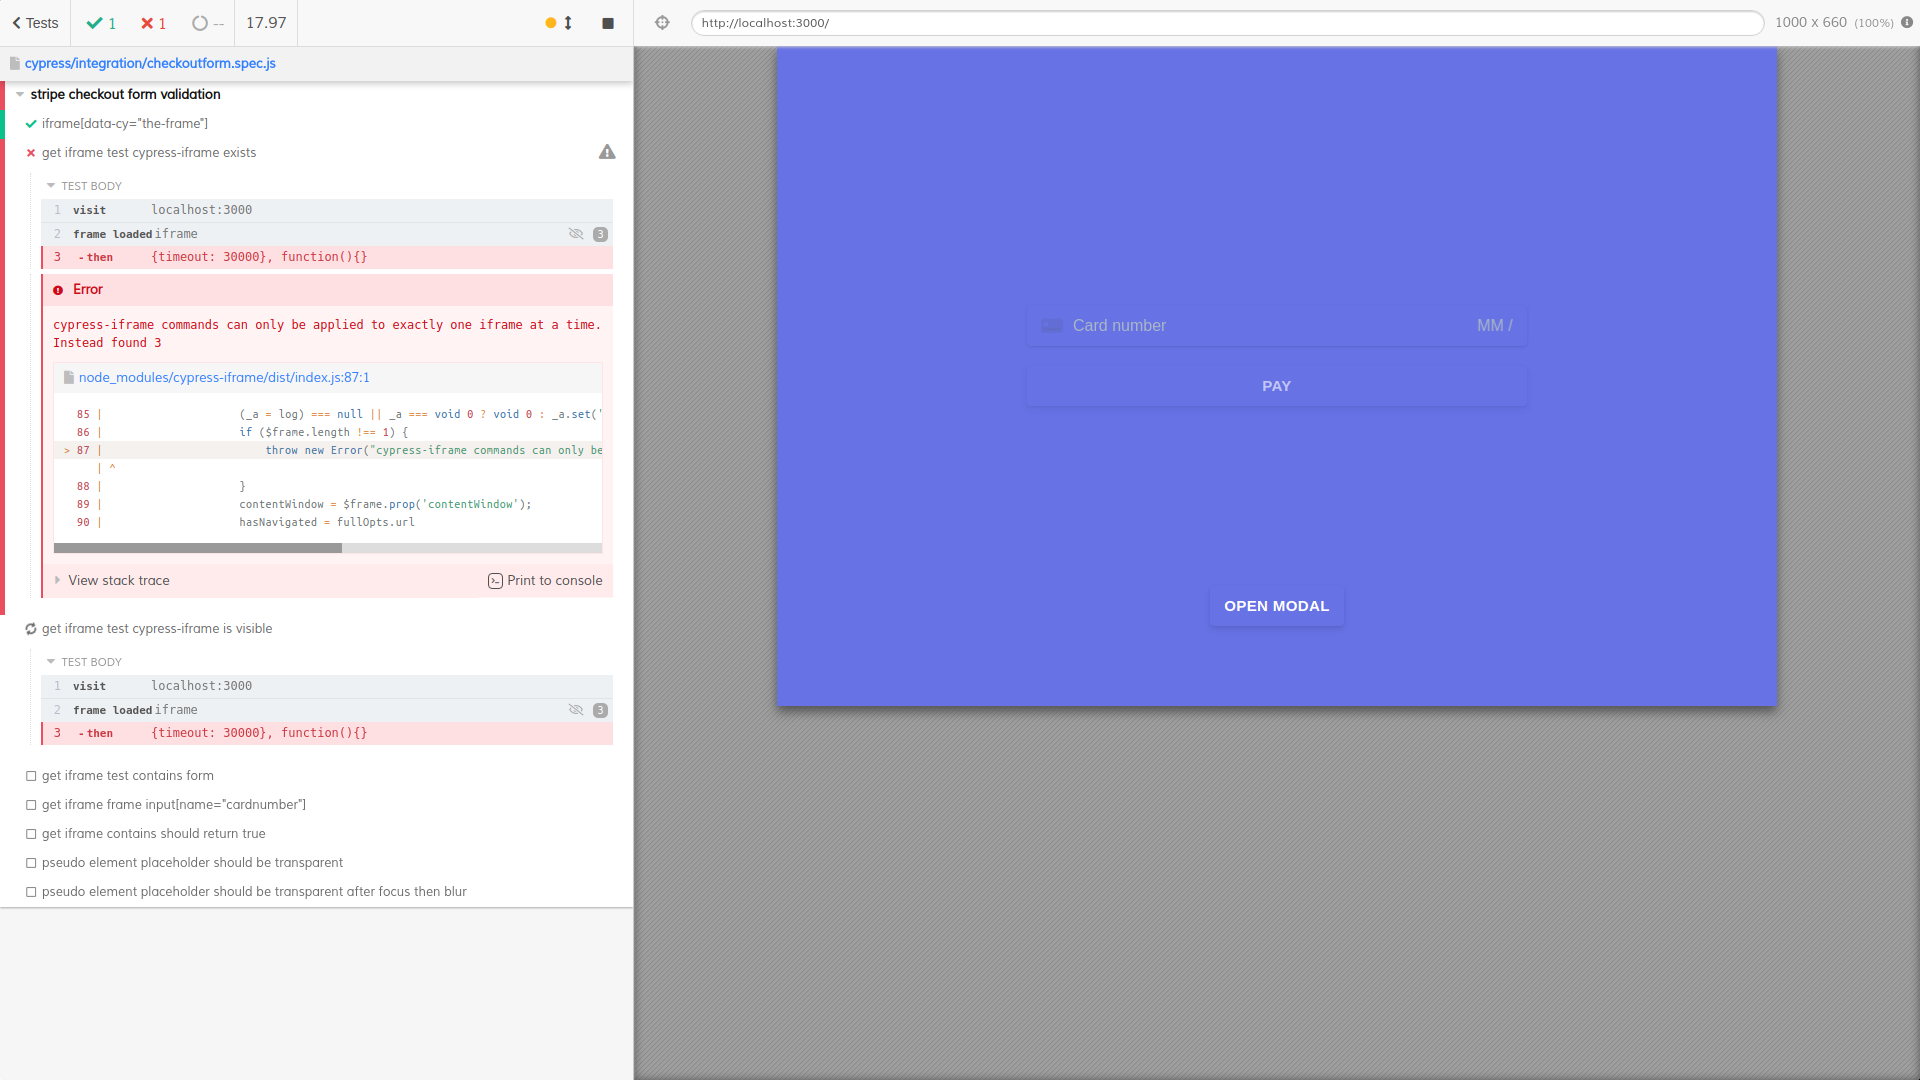 Tests 1 1 -- 17.97
http://localhost:3000/ 1000 x 660 (100%)
cypress/integration/checkoutform.spec.js
stripe checkout form validation
iframe[data-cy="the-frame"]
get iframe test cypress-iframe exists
TEST BODY
1 visit localhost:3000
2 frame loaded iframe 3
3 -then {timeout: 30000}, function(){}
Error
cypress-iframe commands can only be applied to exactly one iframe at a time.
Instead found 3
node_modules/cypress-iframe/dist/index.js:87:1
85 | (_a = log) === null || _a === void 0 ? void 0 : _a.set('
86 | if ($frame.length !== 1) {
> 87 | throw new Error("cypress-iframe commands can only be
| ^
88 | }
89 | contentWindow = $frame.prop('contentWindow');
90 | hasNavigated = fullOpts.url
View stack trace Print to console
get iframe test cypress-iframe is visible
TEST BODY
1 visit localhost:3000
2 frame loaded iframe 3
3 -then {timeout: 30000}, function(){}
get iframe test contains form
get iframe frame input[name="cardnumber"]
get iframe contains should return true
pseudo element placeholder should be transparent
pseudo element placeholder should be transparent after focus then blur
Card number MM /
PAY
OPEN MODAL